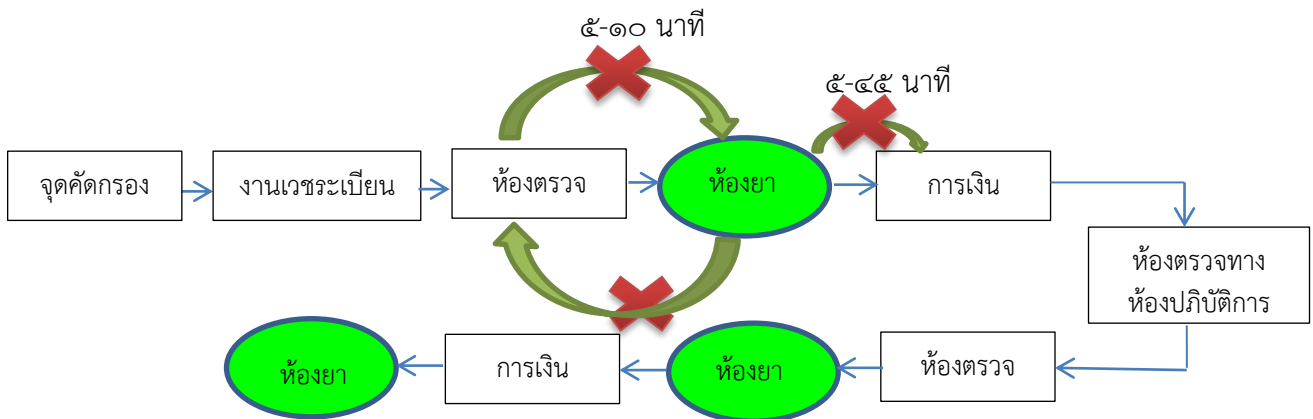 ๕-๑๐ นาที
๕-๔๕ นาที
จุดคัดกรอง
งานเวชระเบียน
ห้องตรวจ
ห้องยา
การเงิน
ห้องตรวจทาง
ห้องปฏิบัติการ
ห้องตรวจ
ห้องยา
การเงิน
ห้องยา